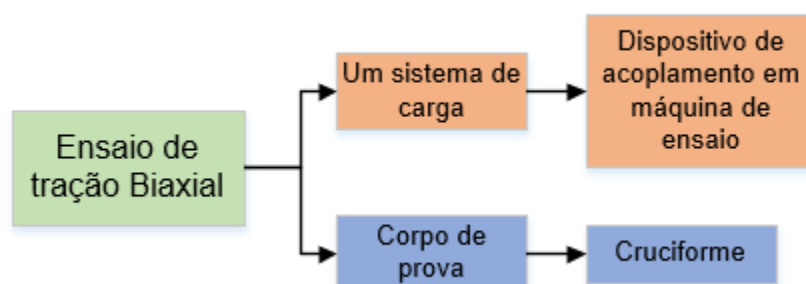 Ensaio de
tração Biaxial
Um sistema de
carga
Dispositivo de
acoplamento em
máquina de
ensaio
Corpo de
prova
Cruciforme